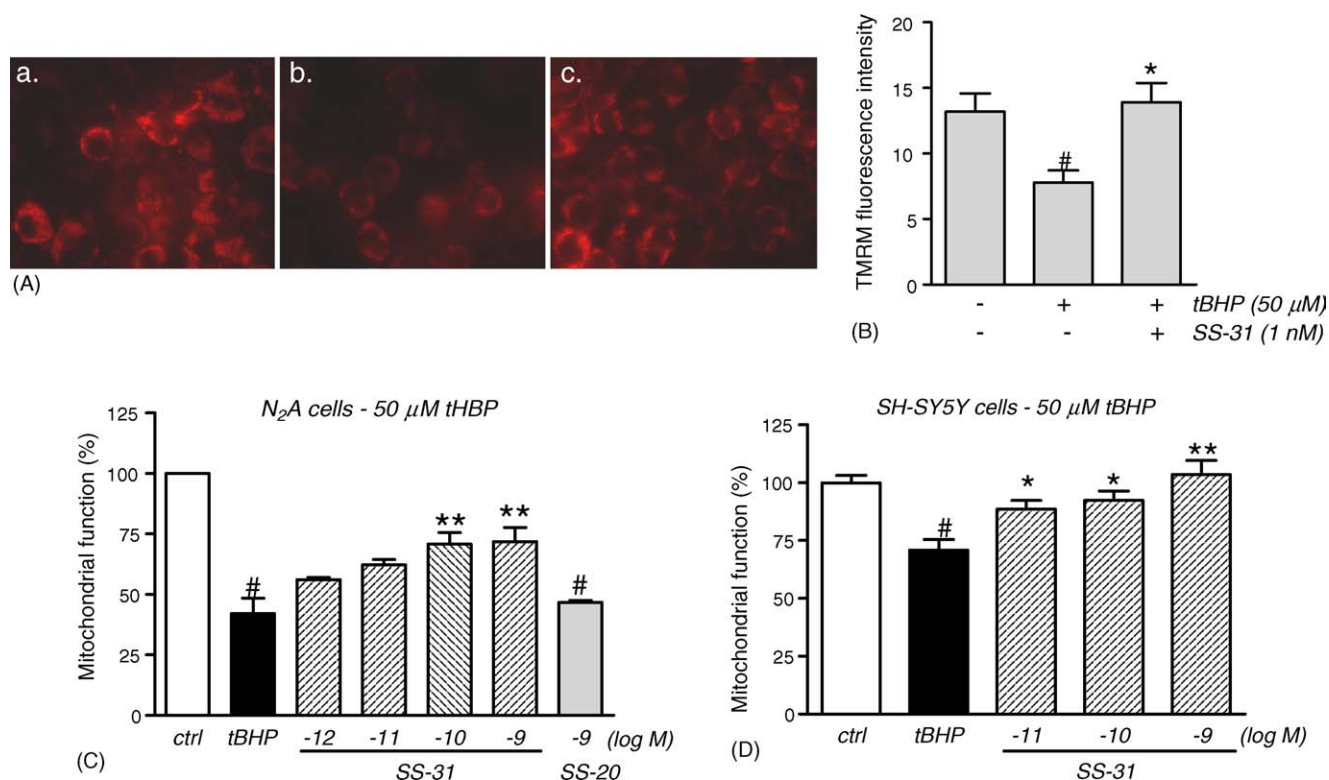 a.
b.
c.
(A)
20
15
10
5
0
TMRM fluorescence intensity
*
#
- + + tBHP (50 μM)
- - + SS-31 (1 nM)
(B)
N₂A cells - 50 μM tHBP
125
100
75
50
25
0
Mitochondrial function (%)
#
**
**
#
ctrl tBHP -12 -11 -10 -9 -9 (log M)
SS-31 SS-20
(C)
SH-SY5Y cells - 50 μM tBHP
125
100
75
50
25
0
Mitochondrial function (%)
#
*
*
**
ctrl tBHP -11 -10 -9 (log M)
SS-31
(D)